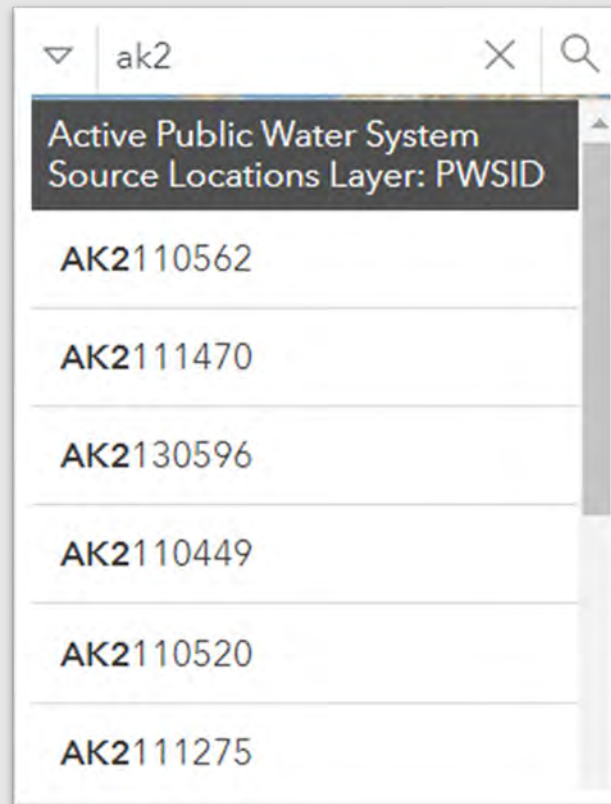 ak2
Active Public Water System
Source Locations Layer: PWSID
AK2110562
AK2111470
AK2130596
AK2110449
AK2110520
AK2111275